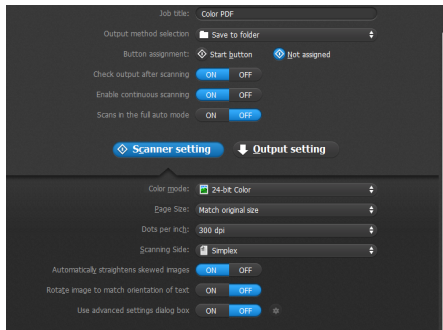 Job title: Color PDF
Output method selection Save to folder
Button assignment: Start button Not assigned
Check output after scanning ON OFF
Enable continuous scanning ON OFF
Scans in the full auto mode ON OFF
Scanner setting Output setting
Color mode: 24-bit Color
Page Size: Match original size
Dots per inch: 300 dpi
Scanning Side: Simplex
Automatically straightens skewed images ON OFF
Rotate image to match orientation of text ON OFF
Use advanced settings dialog box ON OFF